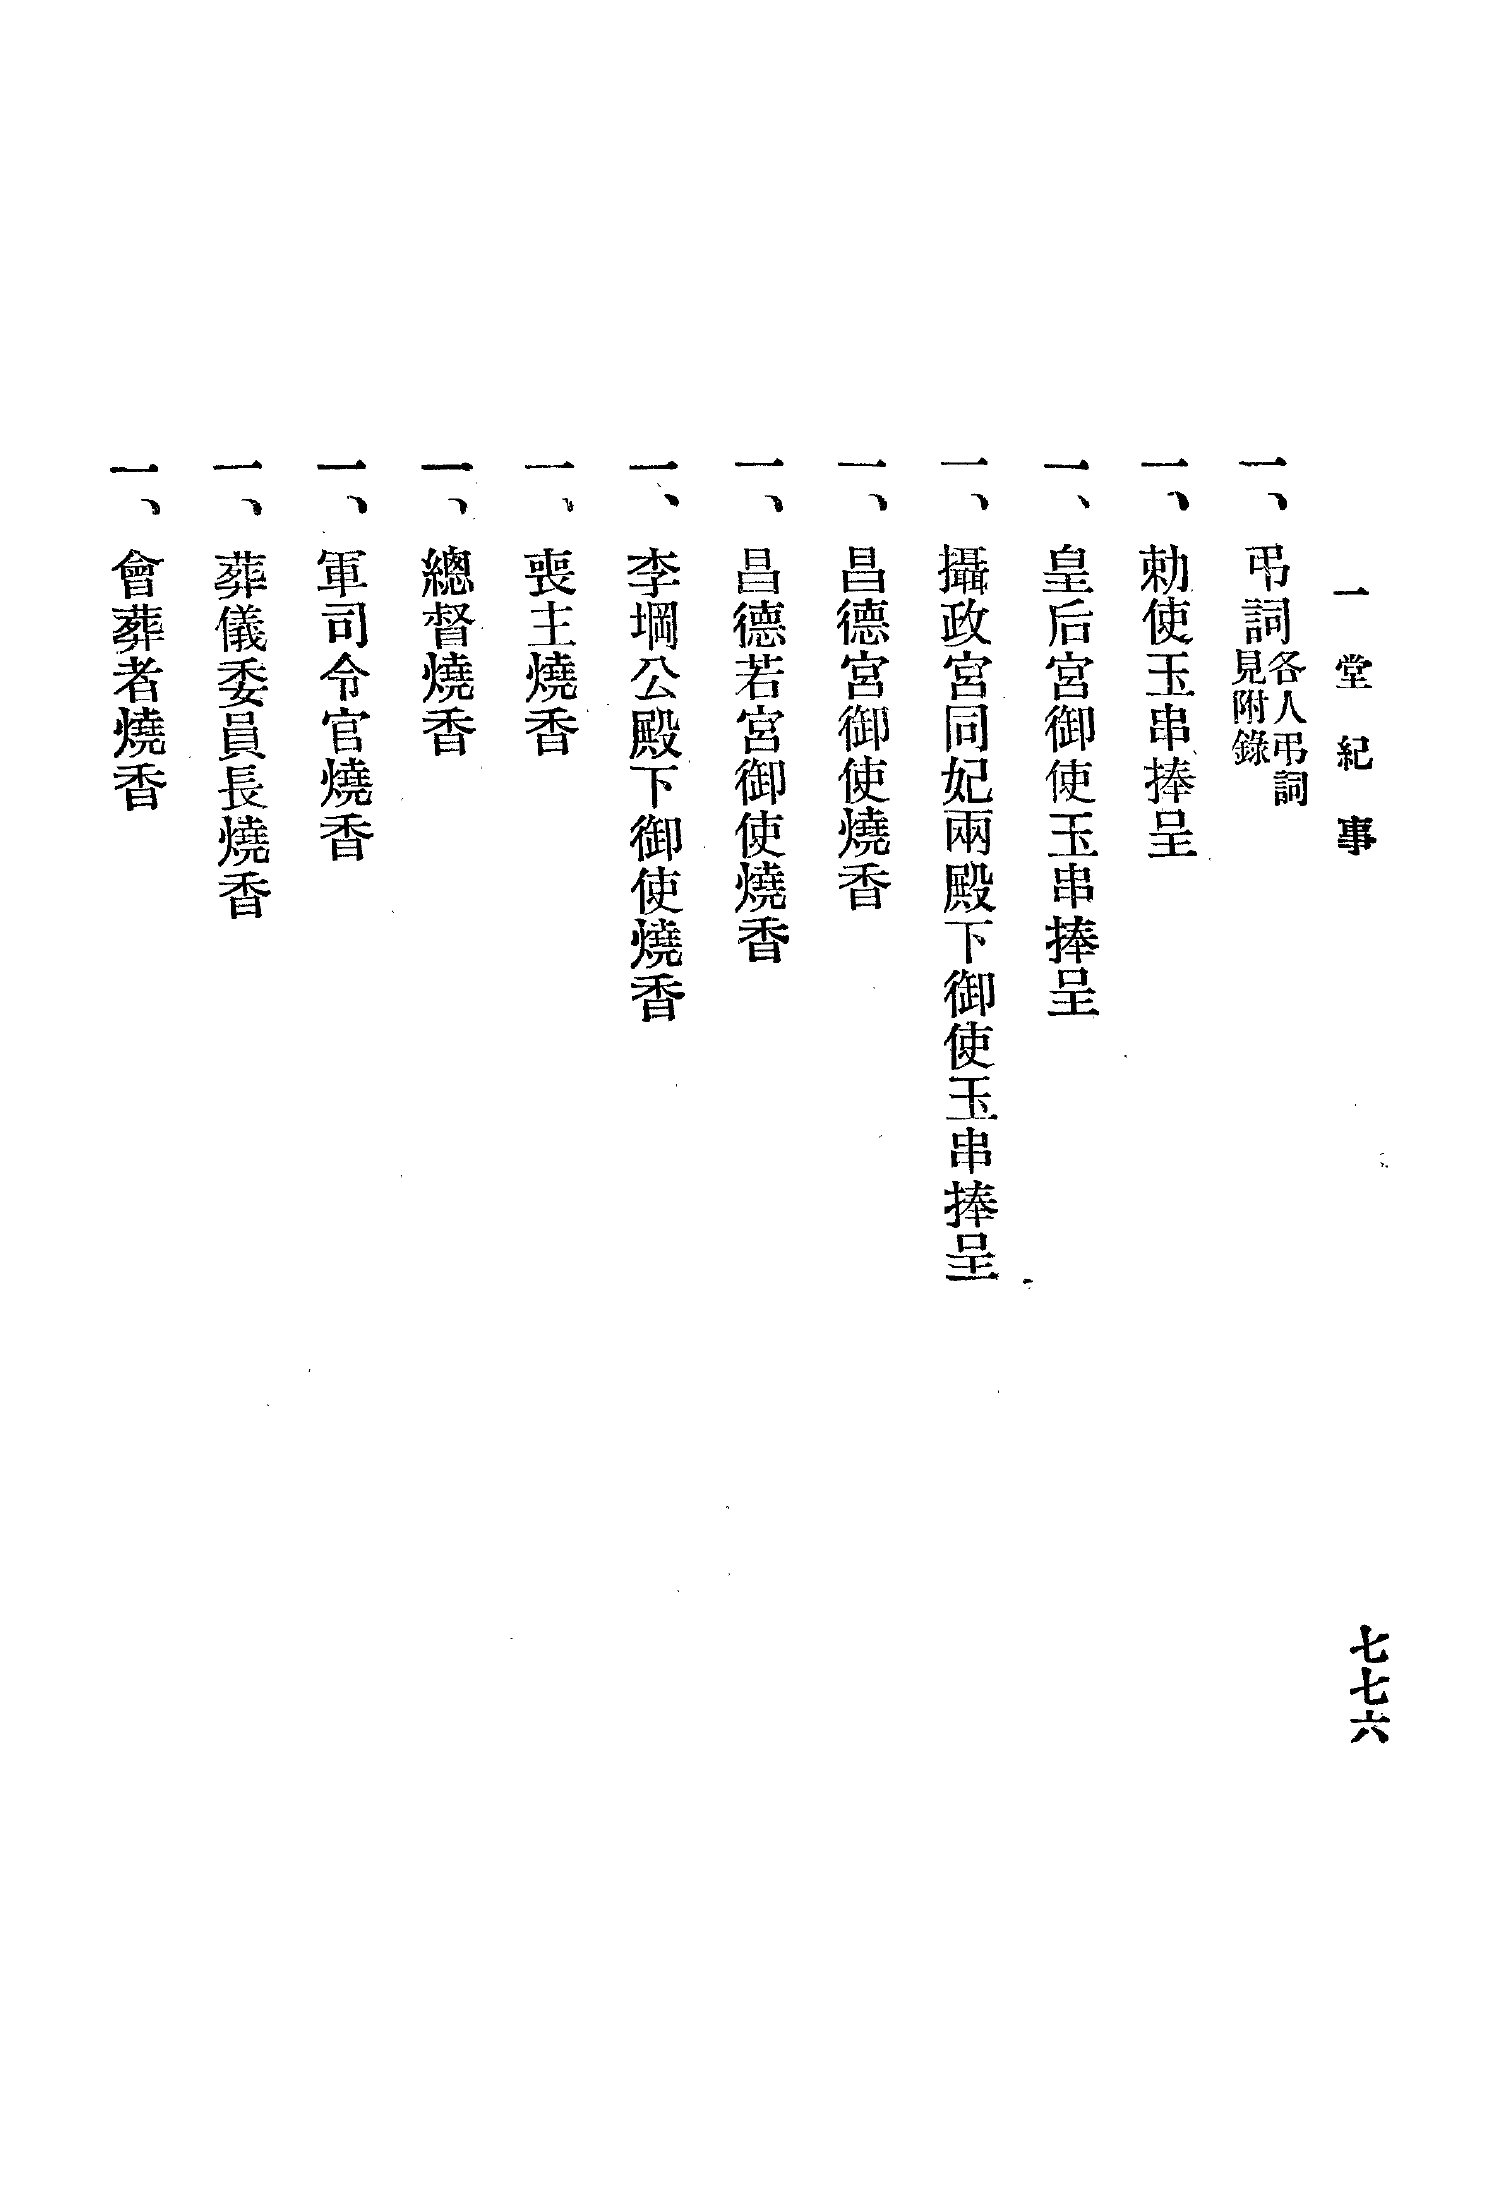 一堂紀事
七七六
一、弔詞各人弔詞
見附錄
一、勅使玉串捧呈
一、皇后宮御使玉串捧呈
一、攝政宮同妃兩殿下御使玉串捧呈
一、昌德宮御使燒香
一、昌德若宮御使燒香
一、李堈公殿下御使燒香
一、喪主燒香
一、總督燒香
一、軍司令官燒香
一、葬儀委員長燒香
一、會葬者燒香